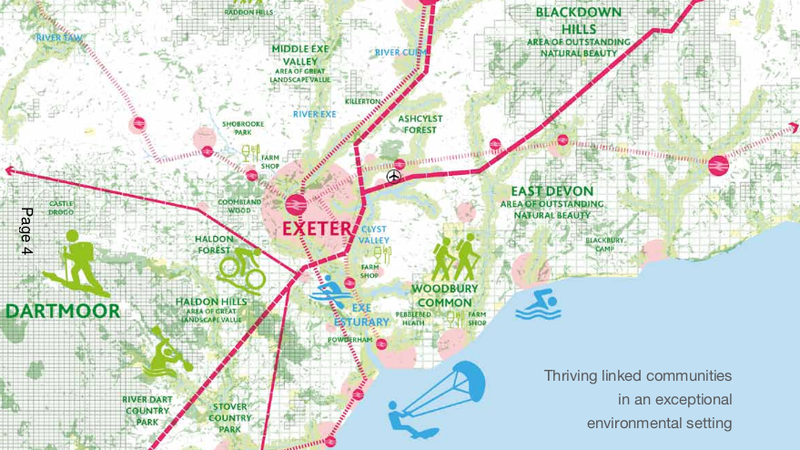 RADDON HILLS
BLACKDOWN
HILLS
AREA OF OUTSTANDING
NATURAL BEAUTY
RIVER TAW
MIDDLE EXE
VALLEY
AREA OF GREAT
LANDSCAPE VALUE
RIVER CULM
KILLERTON
RIVER EXE
ASHCYLST
FOREST
SHOBROOKE
PARK
FARM
SHOP
COOMBLAND
WOOD
EAST DEVON
AREA OF OUTSTANDING
NATURAL BEAUTY
CASTLE
DROGO
Page 4
EXETER
CLYST
VALLEY
HALDON
FOREST
BLACKBURY
CAMP
FARM
SHOP
WOODBURY
COMMON
DARTMOOR
HALDON HILLS
AREA OF GREAT
LANDSCAPE VALUE
EXE
ESTURARY
PEBBLEBED
HEATH
FARM
SHOP
POWDERHAM
Thriving linked communities
in an exceptional
environmental setting
RIVER DART
COUNTRY
PARK
STOVER
COUNTRY
PARK